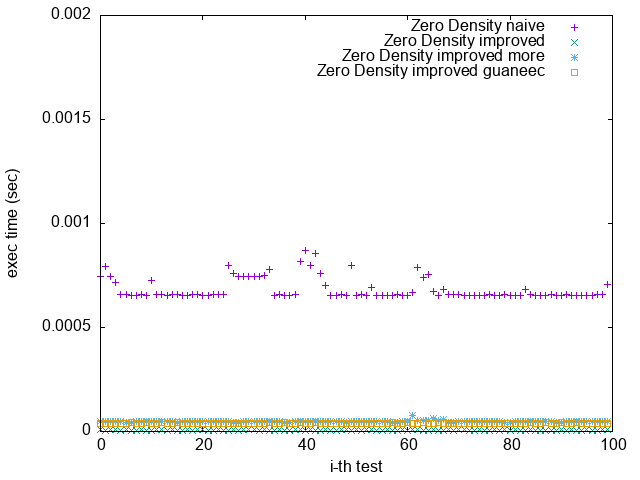 0.002
Zero Density naive
Zero Density improved
Zero Density improved more
Zero Density improved guaneec
0.0015
0.001
0.0005
0
exec time (sec)
0 20 40 60 80 100
i-th test